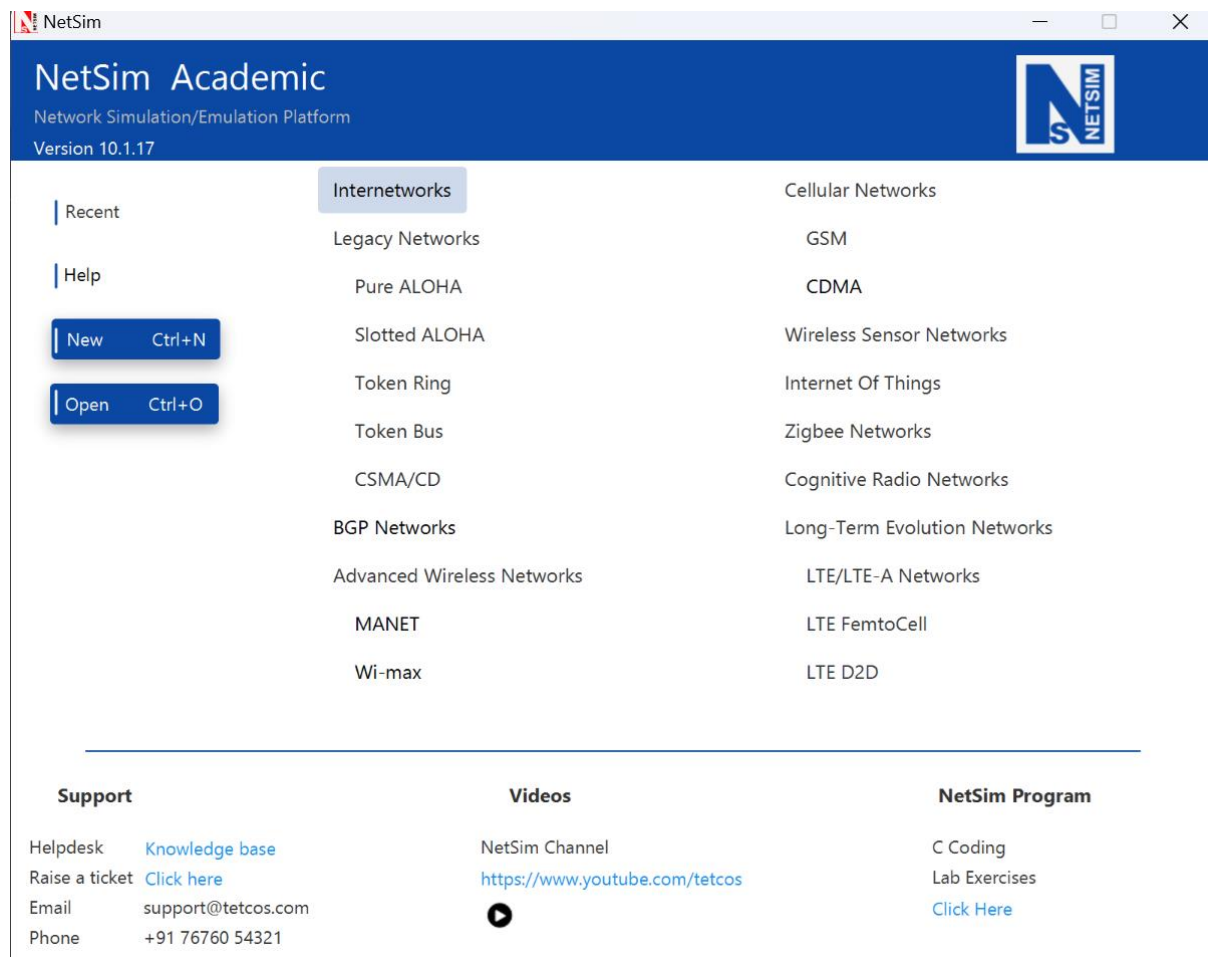 NetSim
NetSim Academic
Network Simulation/Emulation Platform
Version 10.1.17
NETSIM
Recent
Help
New Ctrl+N
Open Ctrl+O
Internetworks
Legacy Networks
Pure ALOHA
Slotted ALOHA
Token Ring
Token Bus
CSMA/CD
BGP Networks
Advanced Wireless Networks
MANET
Wi-max
Cellular Networks
GSM
CDMA
Wireless Sensor Networks
Internet Of Things
Zigbee Networks
Cognitive Radio Networks
Long-Term Evolution Networks
LTE/LTE-A Networks
LTE FemtoCell
LTE D2D
Support
Helpdesk Knowledge base
Raise a ticket Click here
Email support@tetcos.com
Phone +91 76760 54321
Videos
NetSim Channel
https://www.youtube.com/tetcos
NetSim Program
C Coding
Lab Exercises
Click Here